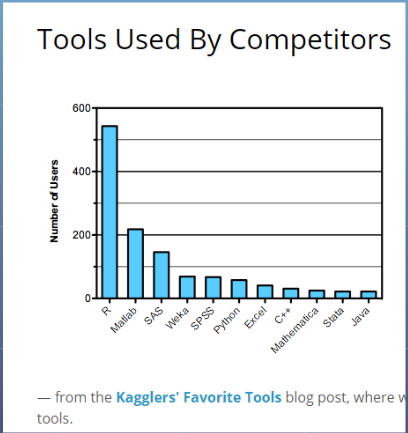 Tools Used By Competitors
600
400
200
0
Number of Users
R
Matlab
SAS
Weka
SPSS
Python
Excel
C++
Mathematica
Stata
Java
— from the Kagglers' Favorite Tools blog post, where
tools.